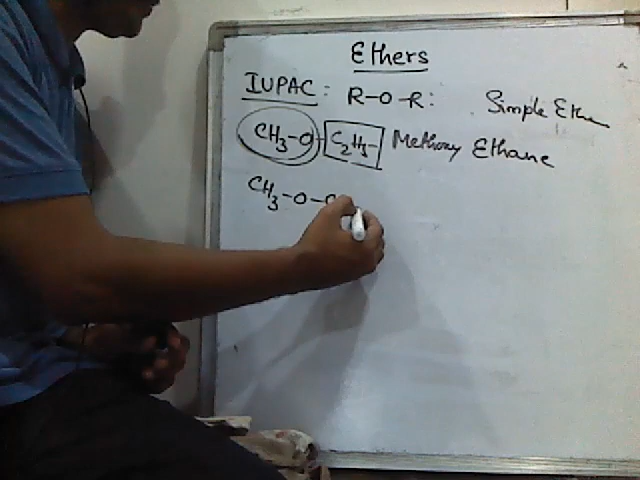 Ethers
IUPAC : R-O-R: Simple Ether
CH3-O-C2H5- Methoxy Ethane
CH3-O-C